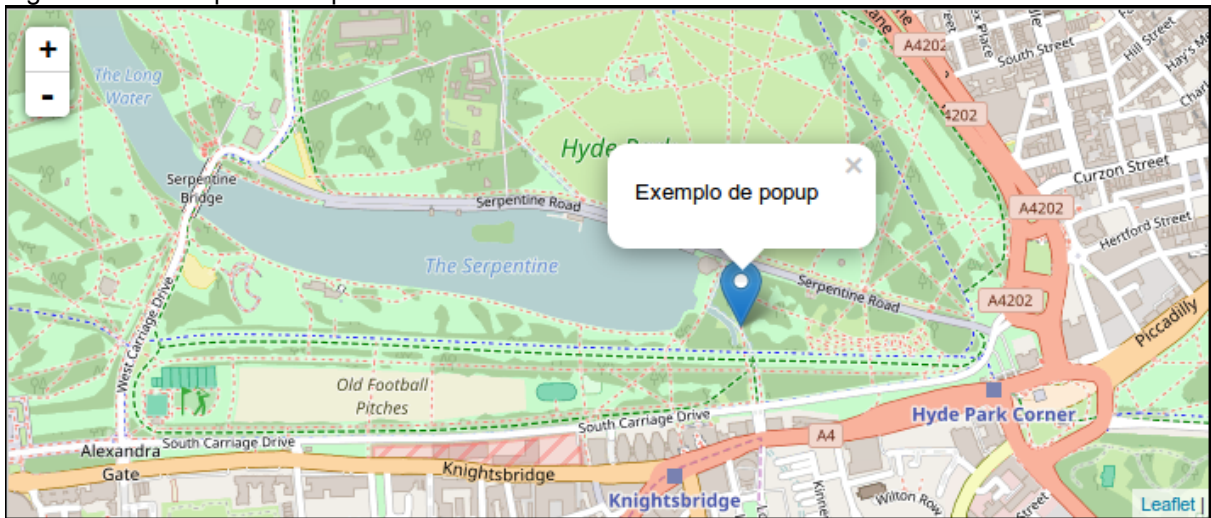 +
-
The Long
Water
Serpentine
Bridge
Serpentine Road
The Serpentine
Hyde
×
Exemplo de popup
Serpentine Road
West Carriage Drive
Old Football
Pitches
South Carriage Drive
South Carriage Drive
Alexandra
Gate
Knightsbridge
Knightsbridge
A4
Hyde Park Corner
Piccadilly
A4202
4202
A4202
A4202
South Street
Hill Street
Curzon Street
Hertford Street
Wilton Row
Street
Leaflet |